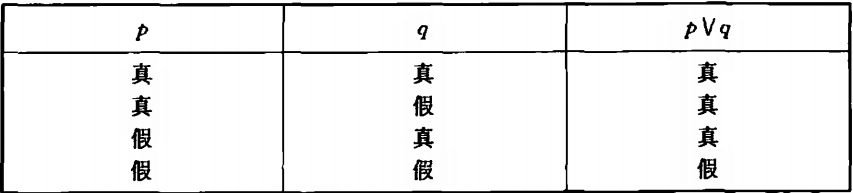 p q p∨q
真 真 真
真 假 真
假 真 真
假 假 假